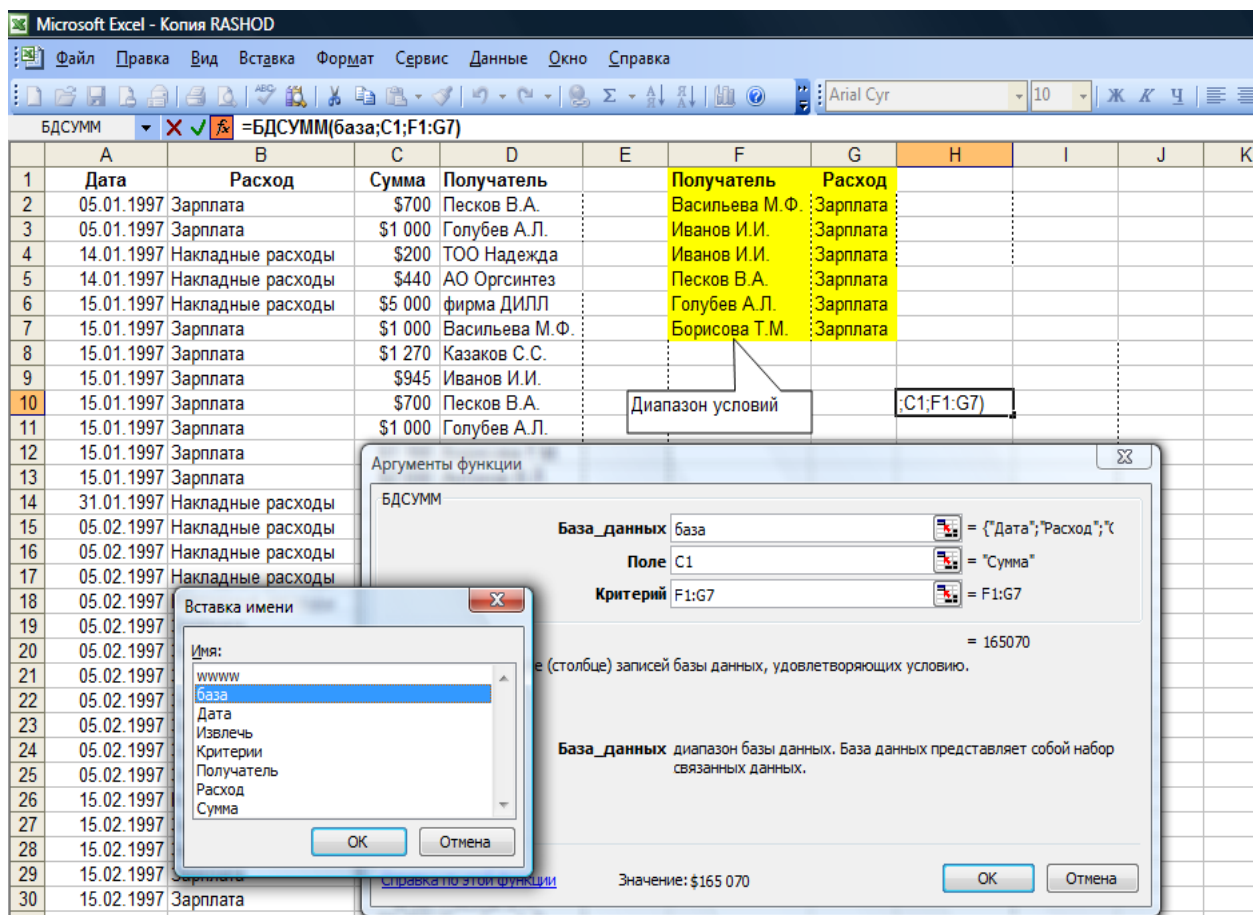 Microsoft Excel - Копия RASHOD
Файл Правка Вид Вставка Формат Сервис Данные Окно Справка
Arial Cyr 10 Ж К Ч
БДСУММ =БДСУММ(база;C1;F1:G7)
A B C D E F G H I J K
1 Дата Расход Сумма Получатель Получатель Расход
2 05.01.1997 Зарплата $700 Песков В.А. Васильева М.Ф. Зарплата
3 05.01.1997 Зарплата $1 000 Голубев А.Л. Иванов И.И. Зарплата
4 14.01.1997 Накладные расходы $200 ТОО Надежда Иванов И.И. Зарплата
5 14.01.1997 Накладные расходы $440 АО Оргсинтез Песков В.А. Зарплата
6 15.01.1997 Накладные расходы $5 000 фирма ДИЛЛ Голубев А.Л. Зарплата
7 15.01.1997 Зарплата $1 000 Васильева М.Ф. Борисова Т.М. Зарплата
8 15.01.1997 Зарплата $1 270 Казаков С.С.
9 15.01.1997 Зарплата $945 Иванов И.И.
10 15.01.1997 Зарплата $700 Песков В.А. Диапазон условий ;C1;F1:G7)
11 15.01.1997 Зарплата $1 000 Голубев А.Л.
12 15.01.1997 Зарплата
13 15.01.1997 Зарплата
14 31.01.1997 Накладные расходы
15 05.02.1997 Накладные расходы
16 05.02.1997 Накладные расходы
17 05.02.1997 Накладные расходы
18 05.02.1997
19 05.02.1997
20 05.02.1997
21 05.02.1997
22 05.02.1997
23 05.02.1997
24 05.02.1997
25 05.02.1997
26 15.02.1997
27 15.02.1997
28 15.02.1997
29 15.02.1997
30 15.02.1997 Зарплата
Аргументы функции
БДСУММ
База_данных база = {"Дата";"Расход";"(
Поле C1 = "Сумма"
Критерий F1:G7 = F1:G7
= 165070
(столбце) записей базы данных, удовлетворяющих условию.
База_данных диапазон базы данных. База данных представляет собой набор
связанных данных.
Справка по этой функции Значение: $165 070 OK Отмена
Вставка имени
Имя:
wwww
база
Дата
Извлечь
Критерии
Получатель
Расход
Сумма
OK Отмена